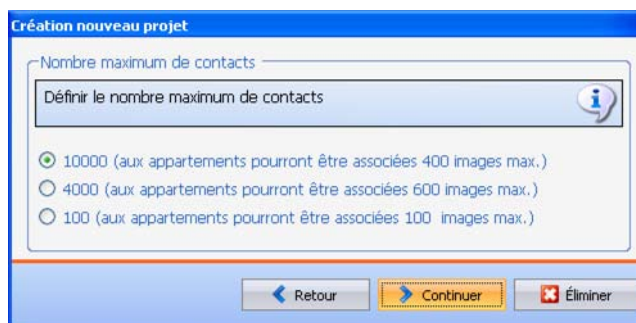 Création nouveau projet
Nombre maximum de contacts
Définir le nombre maximum de contacts
10000 (aux appartements pourront être associées 400 images max.)
4000 (aux appartements pourront être associées 600 images max.)
100 (aux appartements pourront être associées 100 images max.)
Retour Continuer Éliminer